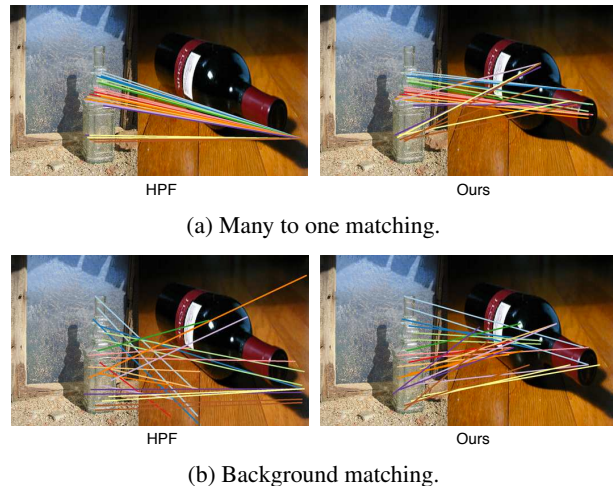 HPF
Ours
(a) Many to one matching.
HPF
Ours
(b) Background matching.